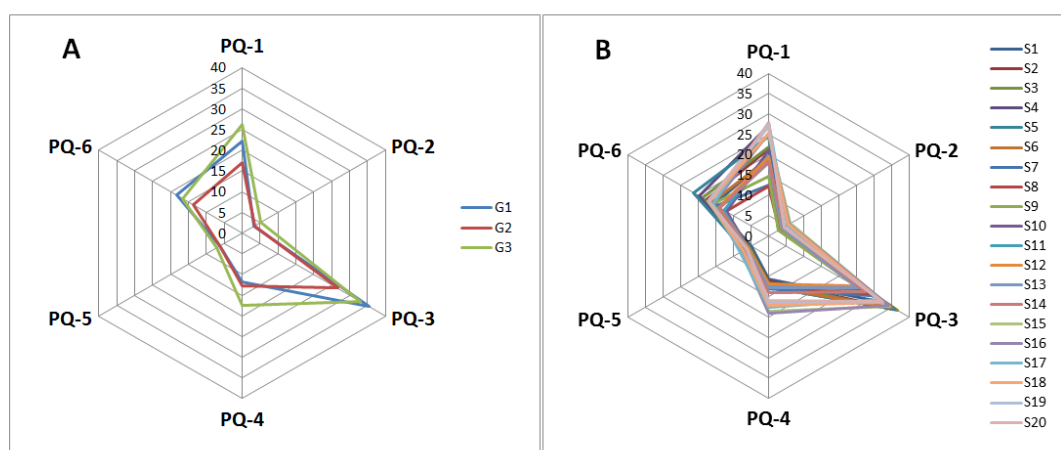 A
PQ-1
40
35
30
25
20
15
10
5
0
PQ-2
PQ-3
PQ-4
PQ-5
PQ-6
G1
G2
G3
B
PQ-1
40
35
30
25
20
15
10
5
0
PQ-2
PQ-3
PQ-4
PQ-5
PQ-6
S1
S2
S3
S4
S5
S6
S7
S8
S9
S10
S11
S12
S13
S14
S15
S16
S17
S18
S19
S20